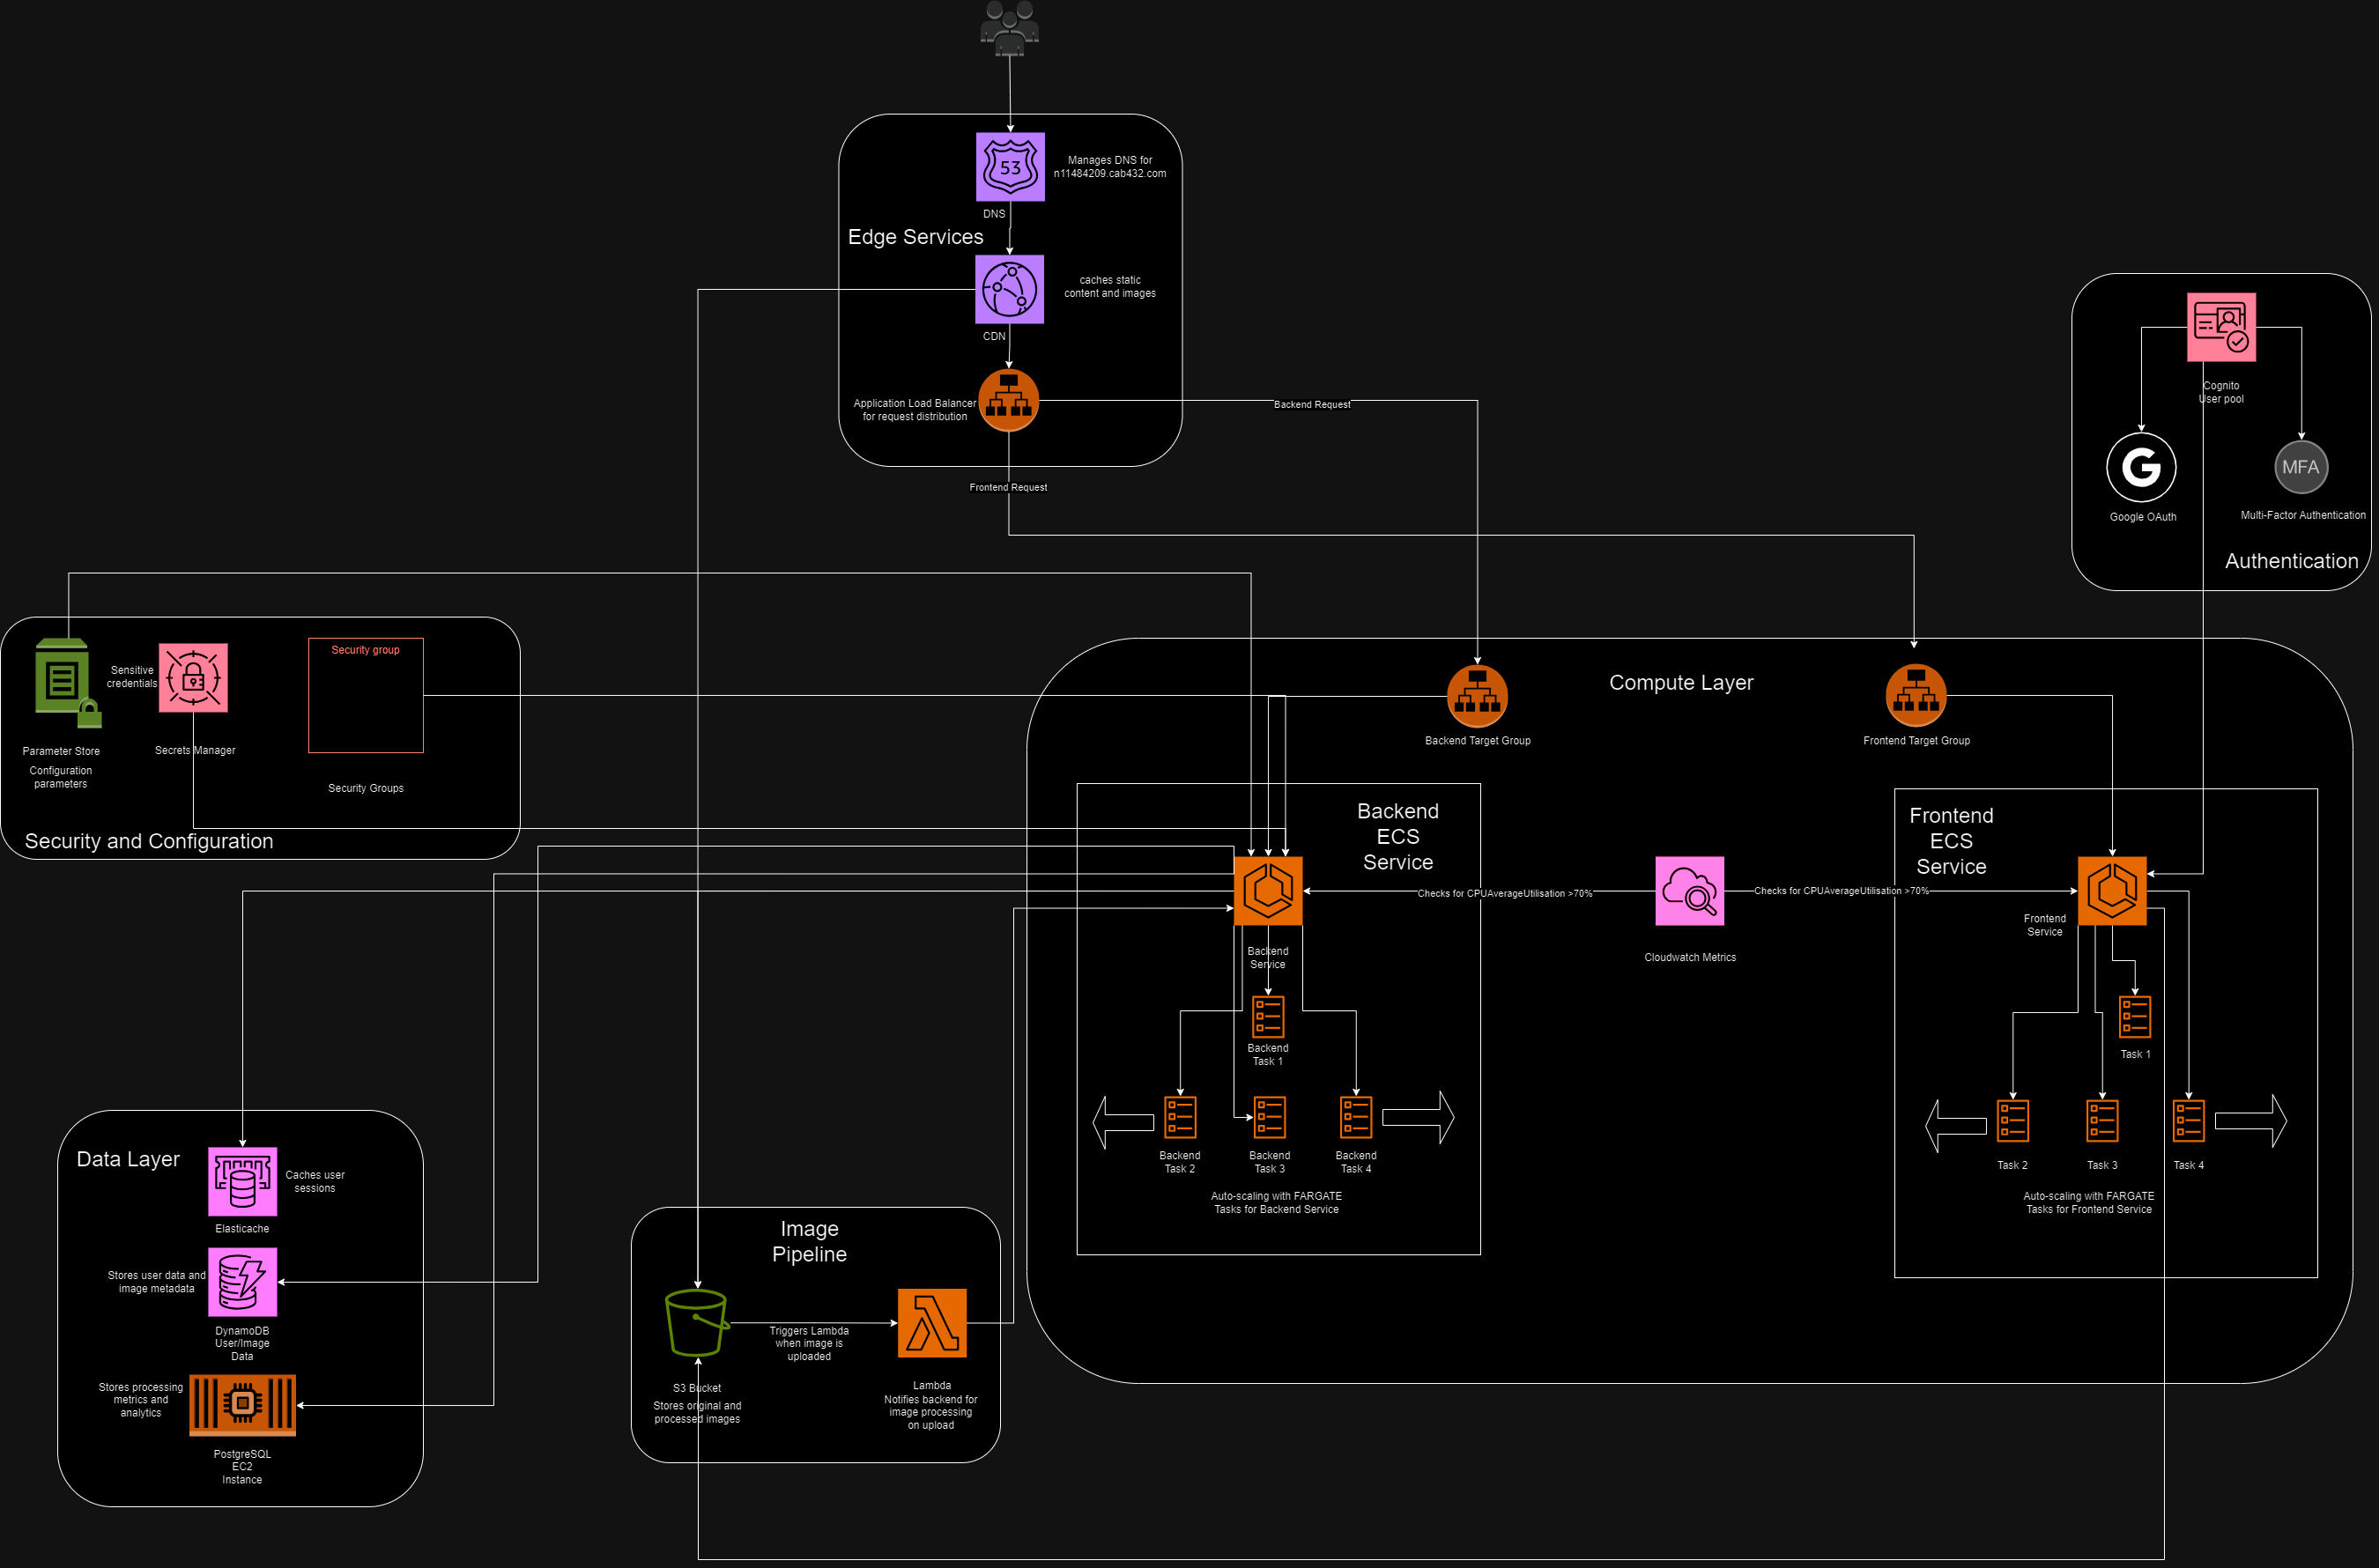 53
Manages DNS for
n11484209.cab432.com
DNS
Edge Services
caches static
content and images
CDN
Application Load Balancer
for request distribution
Backend Request
Frontend Request
Cognito
User pool
MFA
Google OAuth
Multi-Factor Authentication
Authentication
Security group
Sensitive
credentials
Parameter Store
Configuration
parameters
Secrets Manager
Security Groups
Security and Configuration
Compute Layer
Backend Target Group
Frontend Target Group
Backend
ECS
Service
Frontend
ECS
Service
Checks for CPUAverageUtilisation >70%
Checks for CPUAverageUtilisation >70%
Cloudwatch Metrics
Backend
Service
Frontend
Service
Backend
Task 1
Task 1
Backend
Task 2
Backend
Task 3
Backend
Task 4
Task 2
Task 3
Task 4
Auto-scaling with FARGATE
Tasks for Backend Service
Auto-scaling with FARGATE
Tasks for Frontend Service
Data Layer
Caches user
sessions
Elasticache
Stores user data and
image metadata
DynamoDB
User/Image
Data
Stores processing
metrics and
analytics
PostgreSQL
EC2
Instance
Image
Pipeline
Triggers Lambda
when image is
uploaded
S3 Bucket
Stores original and
processed images
Lambda
Notifies backend for
image processing
on upload